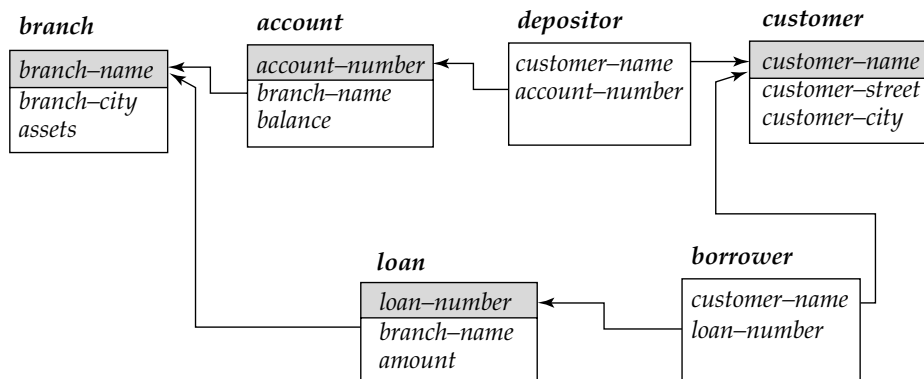 branch
branch–name
branch–city
assets
account
account–number
branch–name
balance
depositor
customer–name
account–number
customer
customer–name
customer–street
customer–city
loan
loan–number
branch–name
amount
borrower
customer–name
loan–number